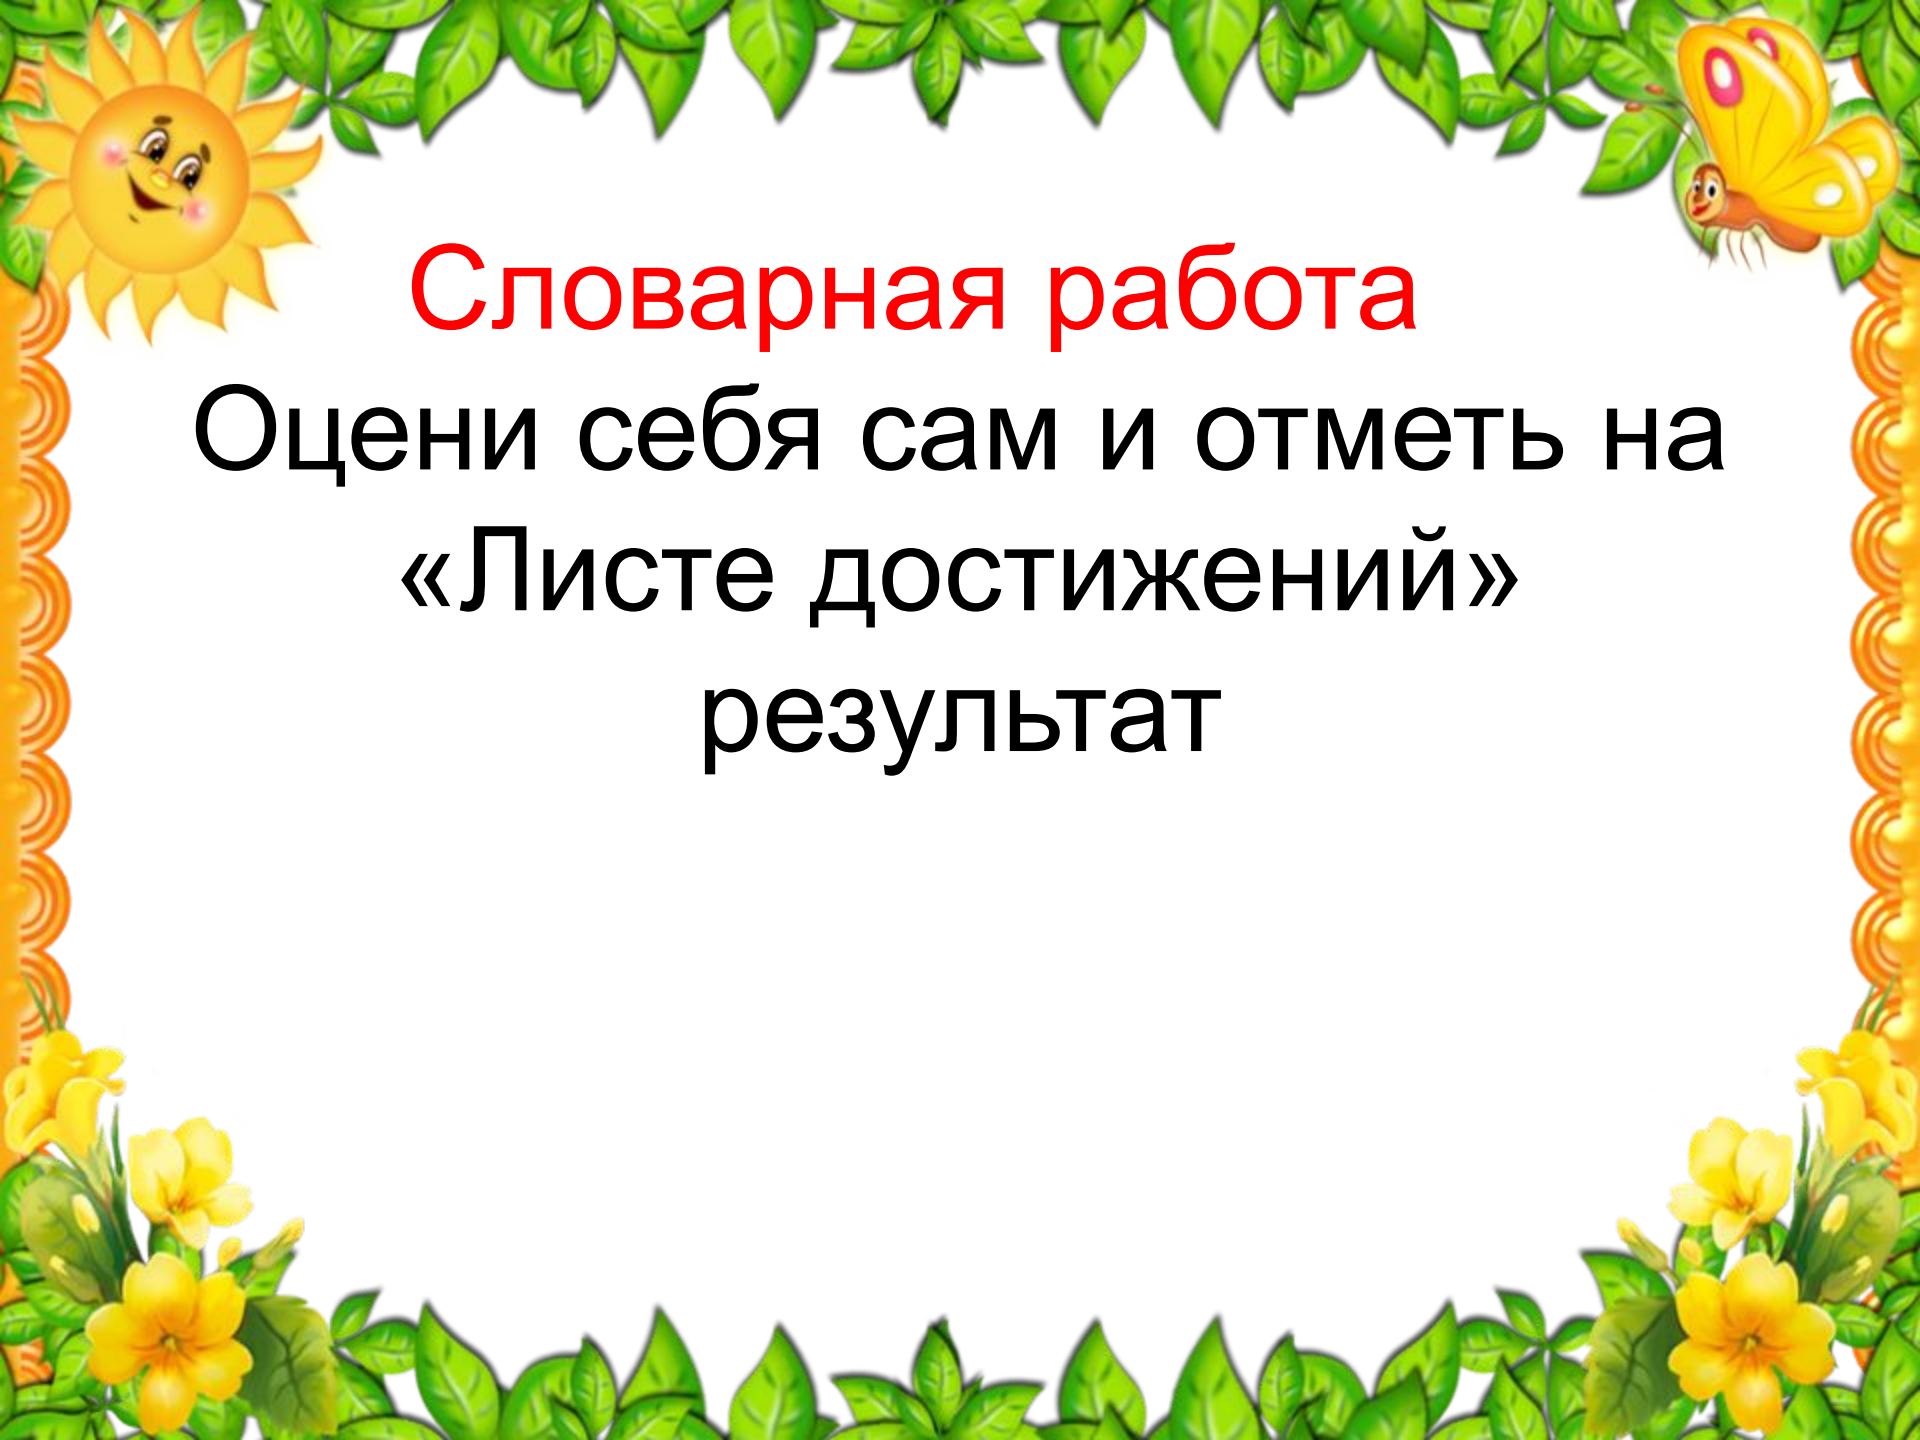 Словарная работа
Оцени себя сам и отметь на
«Листе достижений»
результат